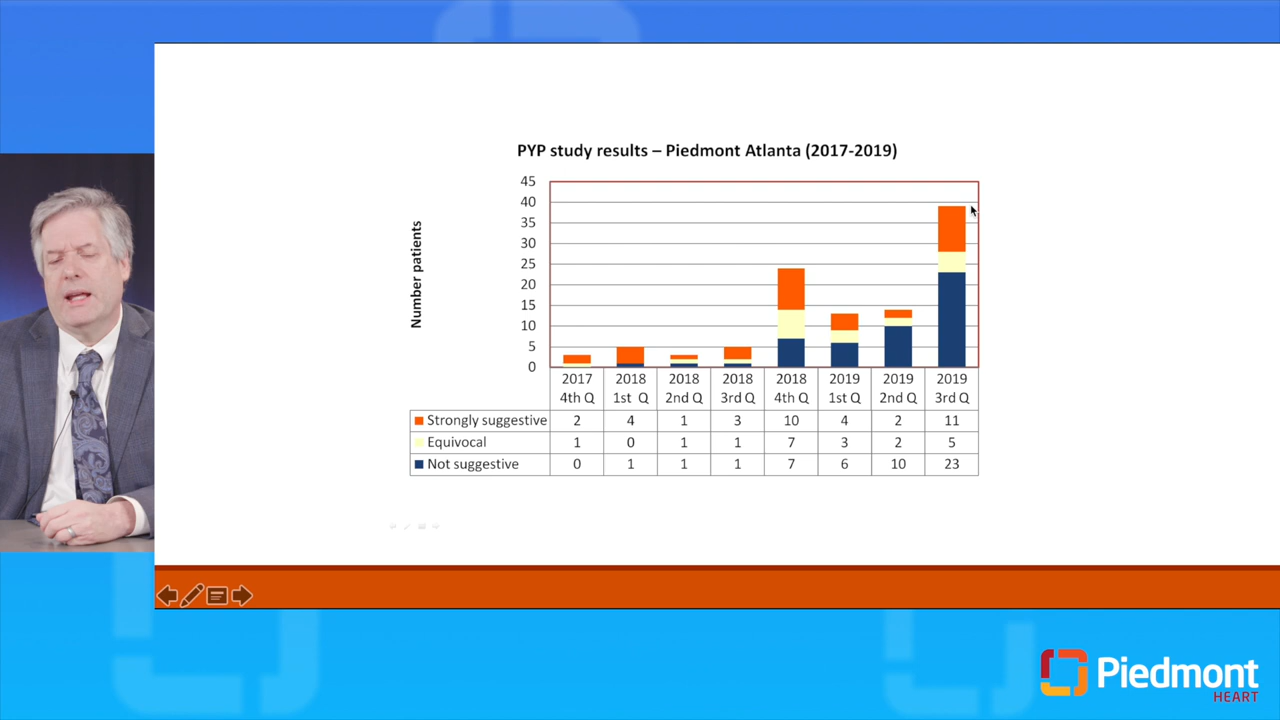 PYP study results – Piedmont Atlanta (2017-2019)
Number patients
45
40
35
30
25
20
15
10
5
0
2017 2018 2018 2018 2018 2019 2019 2019
4th Q 1st Q 2nd Q 3rd Q 4th Q 1st Q 2nd Q 3rd Q
Strongly suggestive 2 4 1 3 10 4 2 11
Equivocal 1 0 1 1 7 3 2 5
Not suggestive 0 1 1 1 7 6 10 23
Piedmont
HEART